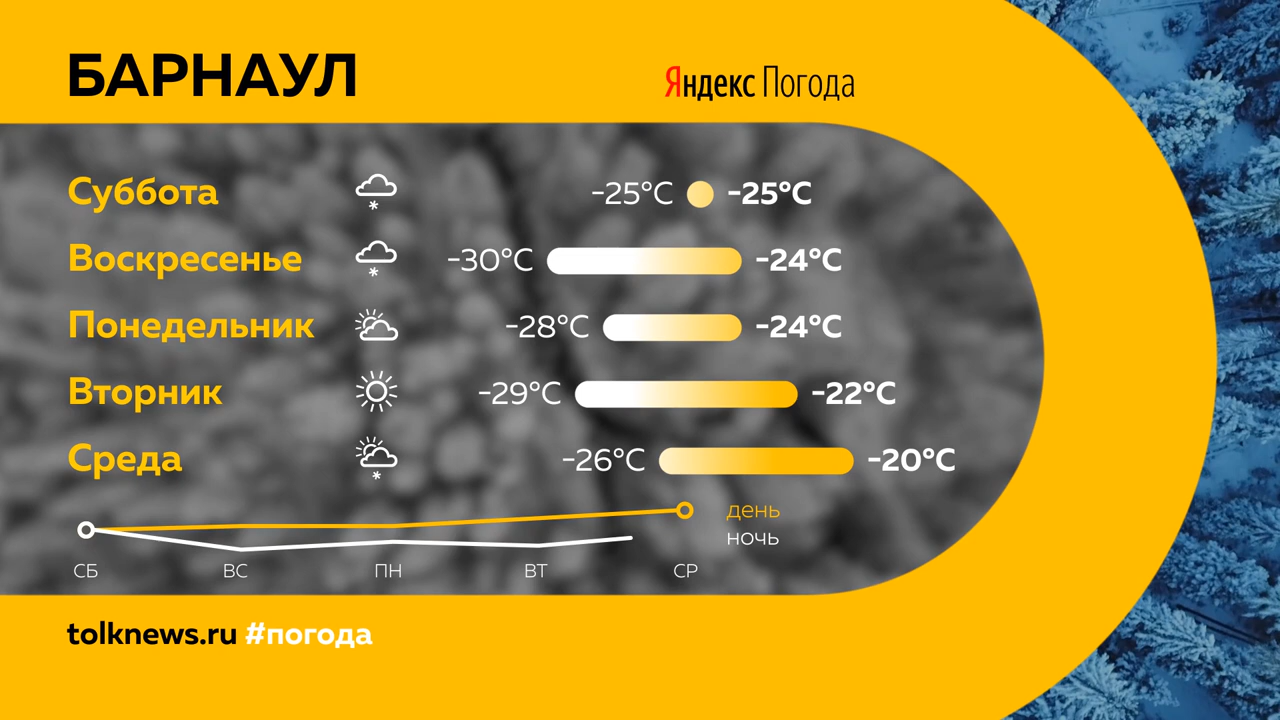 БАРНАУЛ
Яндекс Погода
Суббота -25°C -25°C
Воскресенье -30°C -24°C
Понедельник -28°C -24°C
Вторник -29°C -22°C
Среда -26°C -20°C
день
ночь
СБ ВС ПН ВТ СР
tolknews.ru #погода